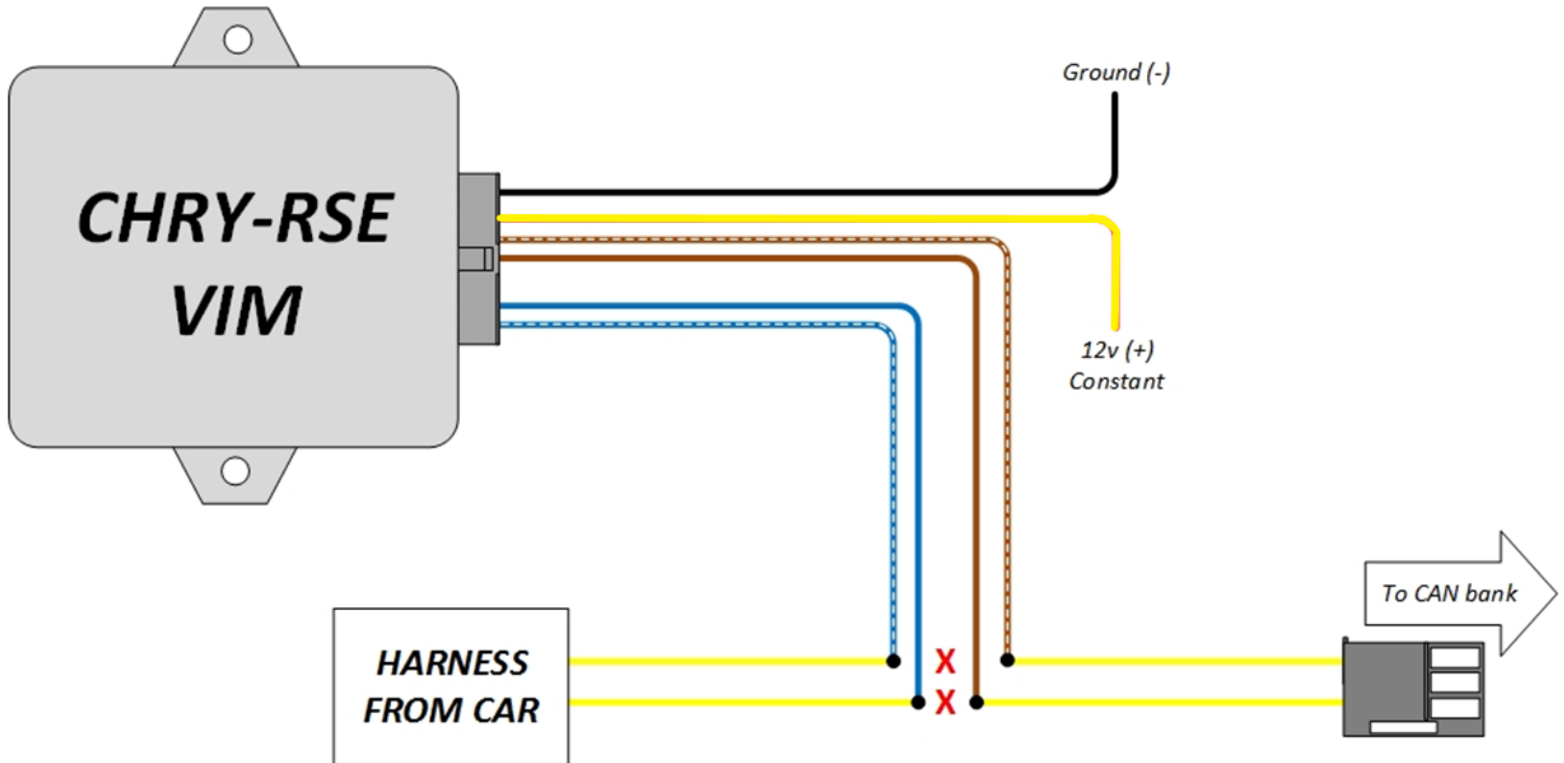 CHRY-RSE
VIM
Ground (-)
12v (+)
Constant
To CAN bank
HARNESS
FROM CAR
X
X